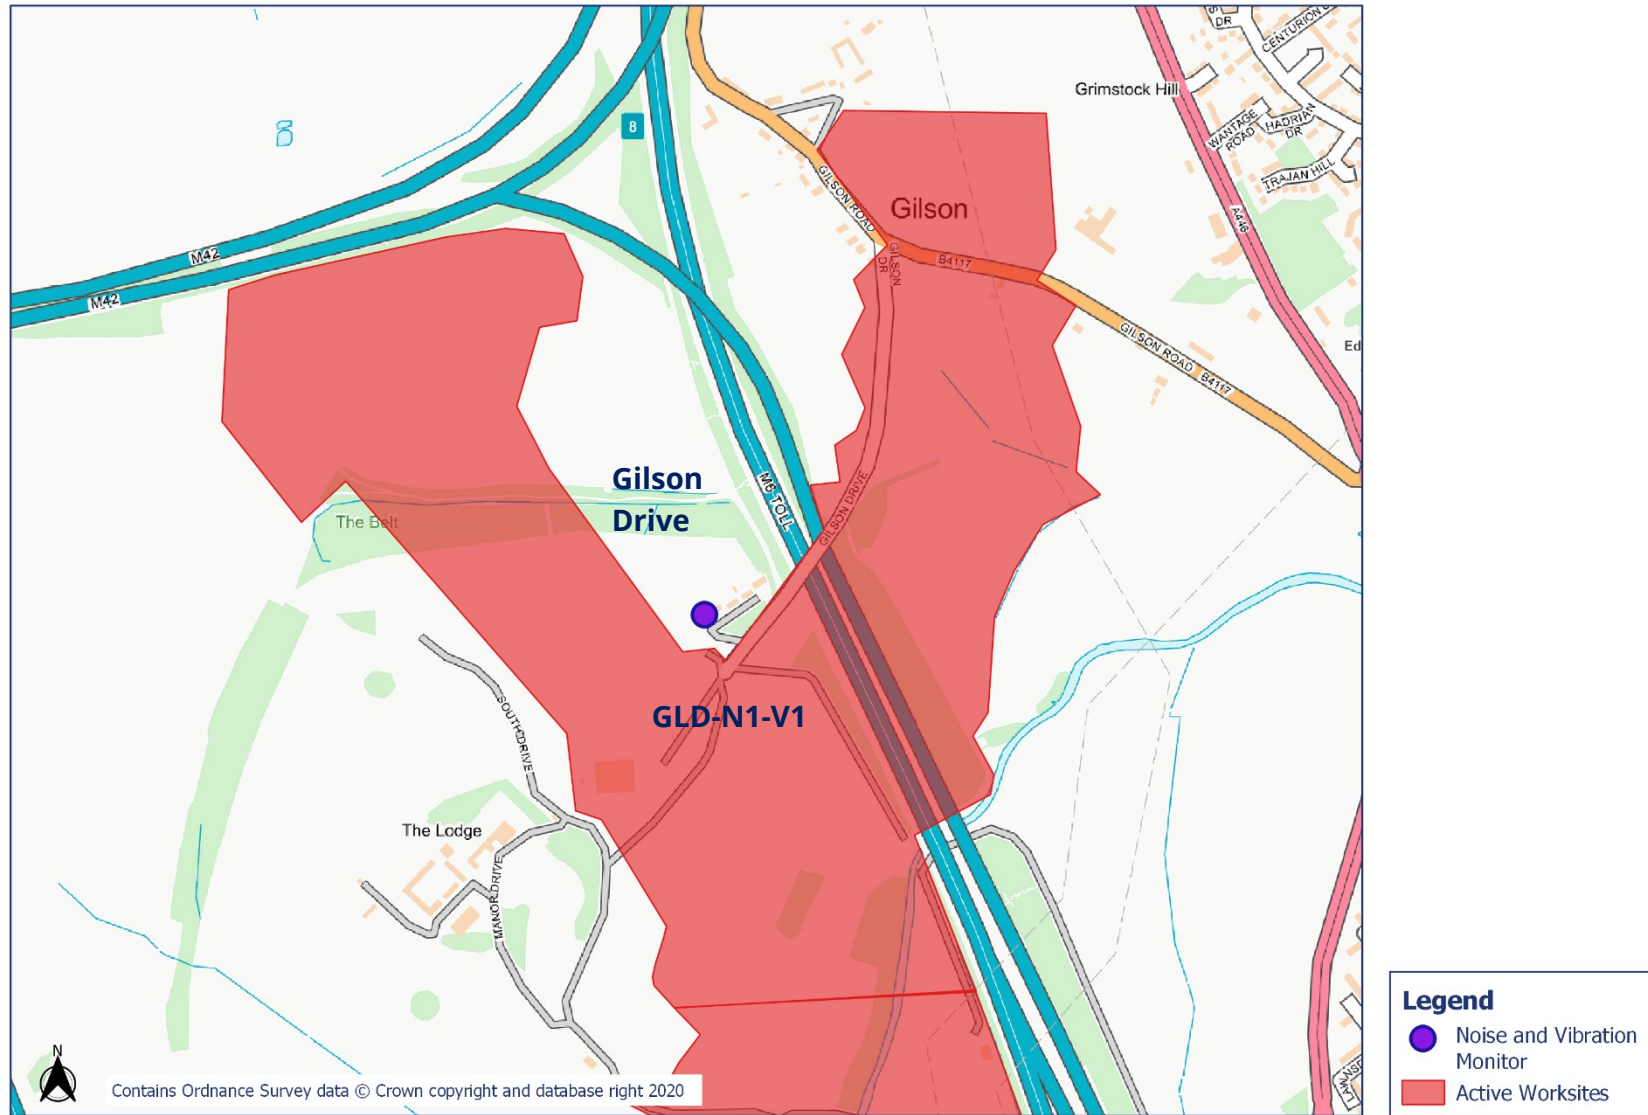 S
DR
CENTURION
Grimstock Hill
WANTAGE
ROAD
HADRIAN
DR
TRAJAN HILL
8
GILSON ROAD
Gilson
A446
M42
M42
GILSON
DR
B4117
GILSON ROAD
B4117
Ed
Gilson
Drive
M6 TOLL
GILSON DRIVE
The Belt
GLD-N1-V1
SOUTH DRIVE
The Lodge
MANOR DRIVE
N
Contains Ordnance Survey data © Crown copyright and database right 2020
Legend
Noise and Vibration
Monitor
Active Worksites